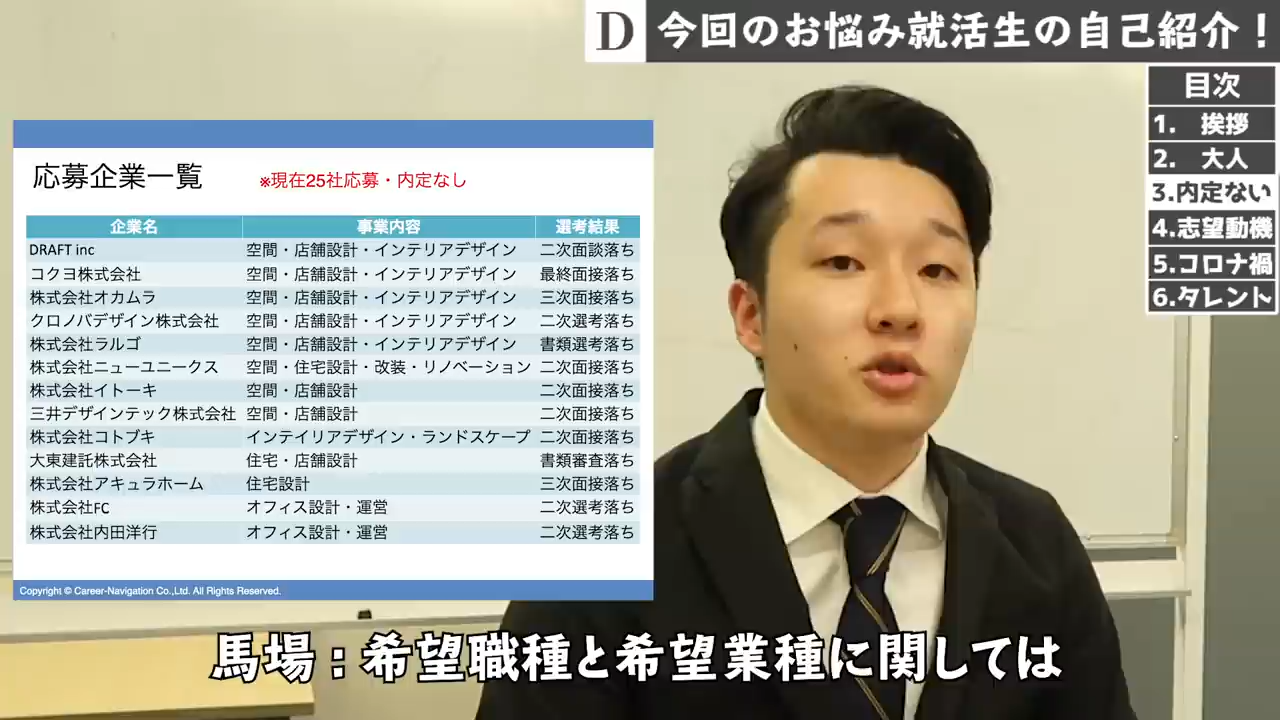 D 今回のお悩み就活生の自己紹介！
目次
1. 挨拶
2. 大人
3.内定ない
4.志望動機
5.コロナ禍
6.タレント
応募企業一覧 ※現在25社応募・内定なし
企業名 事業内容 選考結果
DRAFT inc 空間・店舗設計・インテリアデザイン 二次面談落ち
コクヨ株式会社 空間・店舗設計・インテリアデザイン 最終面接落ち
株式会社オカムラ 空間・店舗設計・インテリアデザイン 三次面接落ち
クロノバデザイン株式会社 空間・店舗設計・インテリアデザイン 二次選考落ち
株式会社ラルゴ 空間・店舗設計・インテリアデザイン 書類選考落ち
株式会社ニューユニークス 空間・住宅設計・改装・リノベーション 二次面接落ち
株式会社イトーキ 空間・店舗設計 二次面接落ち
三井デザインテック株式会社 空間・店舗設計 二次面接落ち
株式会社コトブキ インテイリアデザイン・ランドスケープ 二次面接落ち
大東建託株式会社 住宅・店舗設計 書類審査落ち
株式会社アキュラホーム 住宅設計 三次面接落ち
株式会社FC オフィス設計・運営 二次選考落ち
株式会社内田洋行 オフィス設計・運営 二次選考落ち
Copyright © Career-Navigation Co.,Ltd. All Rights Reserved.
馬場：希望職種と希望業種に関しては